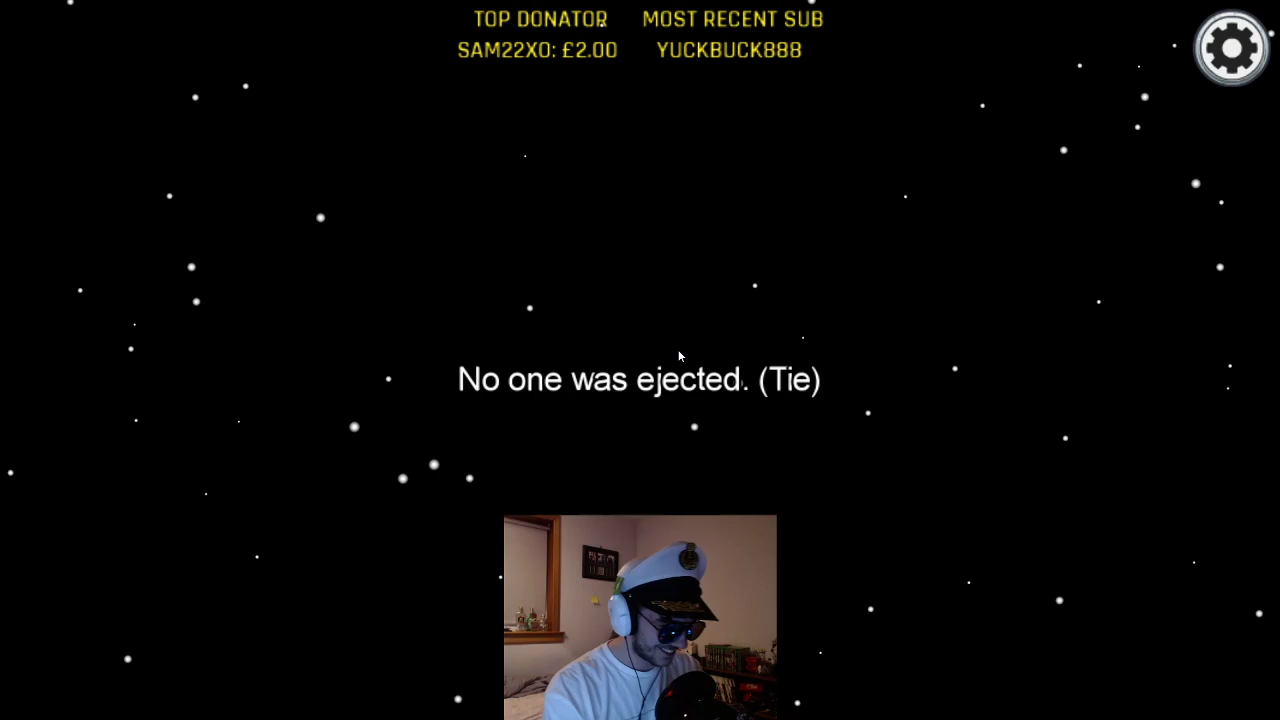 TOP DONATOR MOST RECENT SUB
SAM22XO: £2.00 YUCKBUCK888
No one was ejected. (Tie)